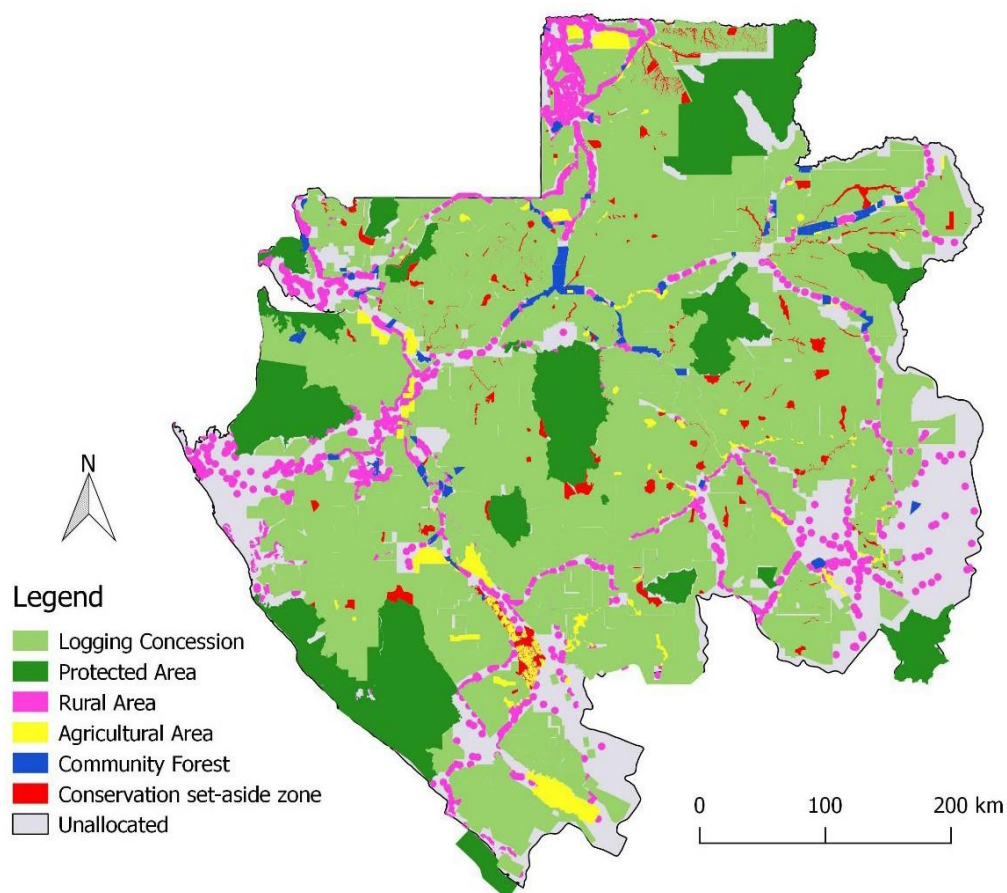 N
Legend
Logging Concession
Protected Area
Rural Area
Agricultural Area
Community Forest
Conservation set-aside zone
Unallocated
0 100 200 km